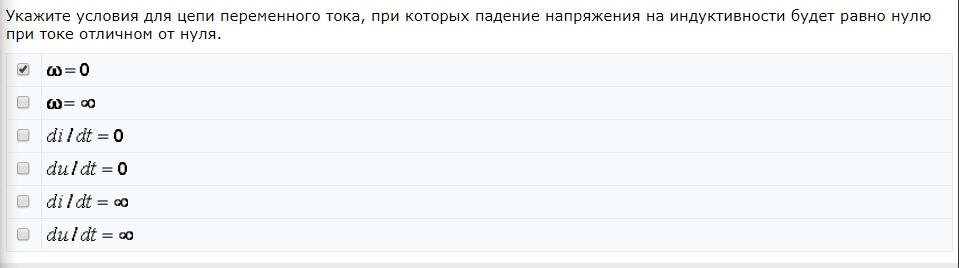 Укажите условия для цепи переменного тока, при которых падение напряжения на индуктивности будет равно нулю
при токе отличном от нуля.
ω=0
ω= ∞
di / dt = 0
du / dt = 0
di / dt = ∞
du / dt = ∞